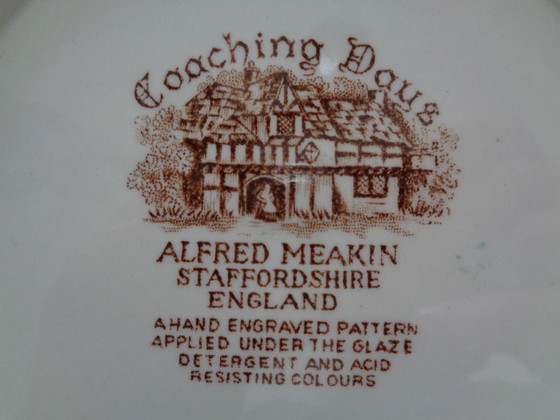 Coaching Days
ALFRED MEAKIN
STAFFORDSHIRE
ENGLAND
A HAND ENGRAVED PATTERN
APPLIED UNDER THE GLAZE
DETERGENT AND ACID
RESISTING COLOURS